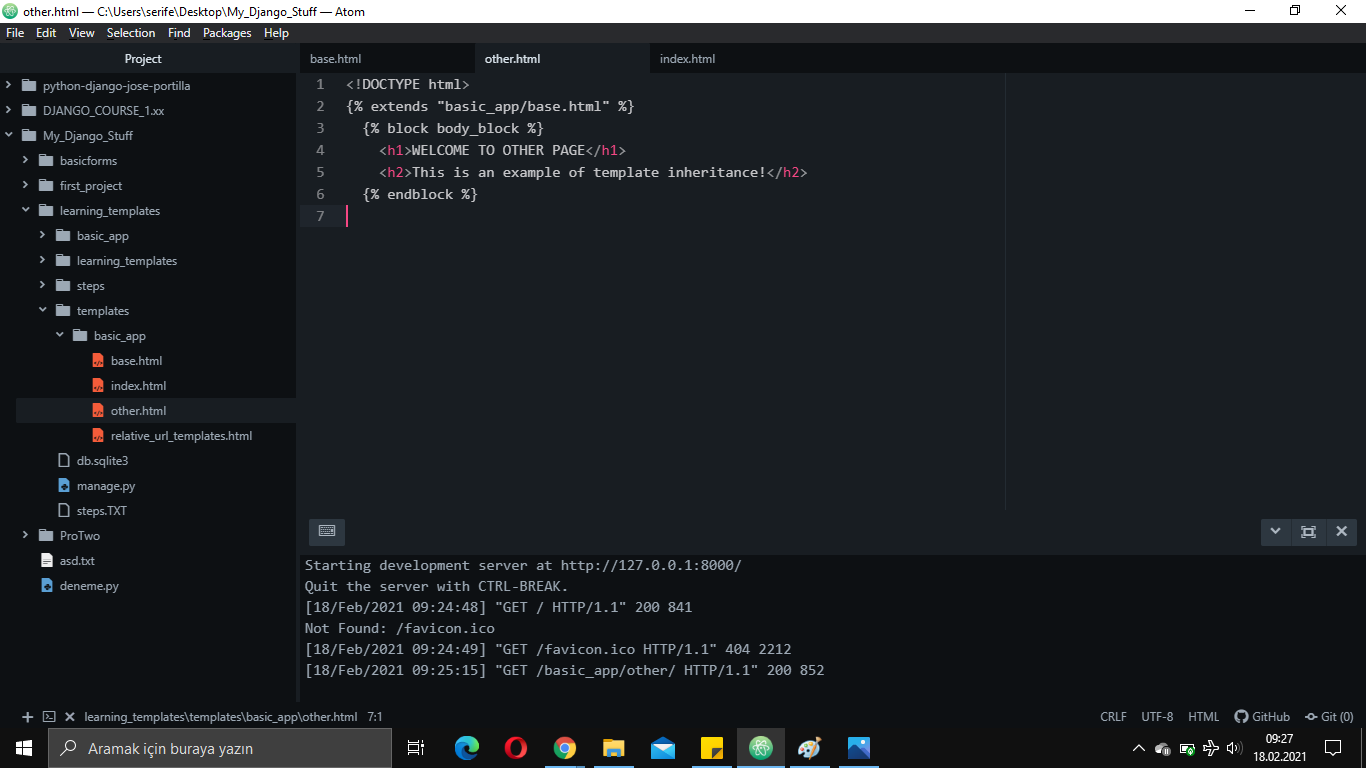 other.html — C:\Users\serife\Desktop\My_Django_Stuff — Atom
File Edit View Selection Find Packages Help
Project
python-django-jose-portilla
DJANGO_COURSE_1.xx
My_Django_Stuff
basicforms
first_project
learning_templates
basic_app
learning_templates
steps
templates
basic_app
base.html
index.html
other.html
relative_url_templates.html
db.sqlite3
manage.py
steps.TXT
ProTwo
asd.txt
deneme.py
base.html other.html index.html
1 <!DOCTYPE html>
2 {% extends "basic_app/base.html" %}
3 {% block body_block %}
4 <h1>WELCOME TO OTHER PAGE</h1>
5 <h2>This is an example of template inheritance!</h2>
6 {% endblock %}
7
Starting development server at http://127.0.0.1:8000/
Quit the server with CTRL-BREAK.
[18/Feb/2021 09:24:48] "GET / HTTP/1.1" 200 841
Not Found: /favicon.ico
[18/Feb/2021 09:24:49] "GET /favicon.ico HTTP/1.1" 404 2212
[18/Feb/2021 09:25:15] "GET /basic_app/other/ HTTP/1.1" 200 852
learning_templates\templates\basic_app\other.html 7:1 CRLF UTF-8 HTML GitHub Git (0)
Aramak için buraya yazın
09:27
18.02.2021